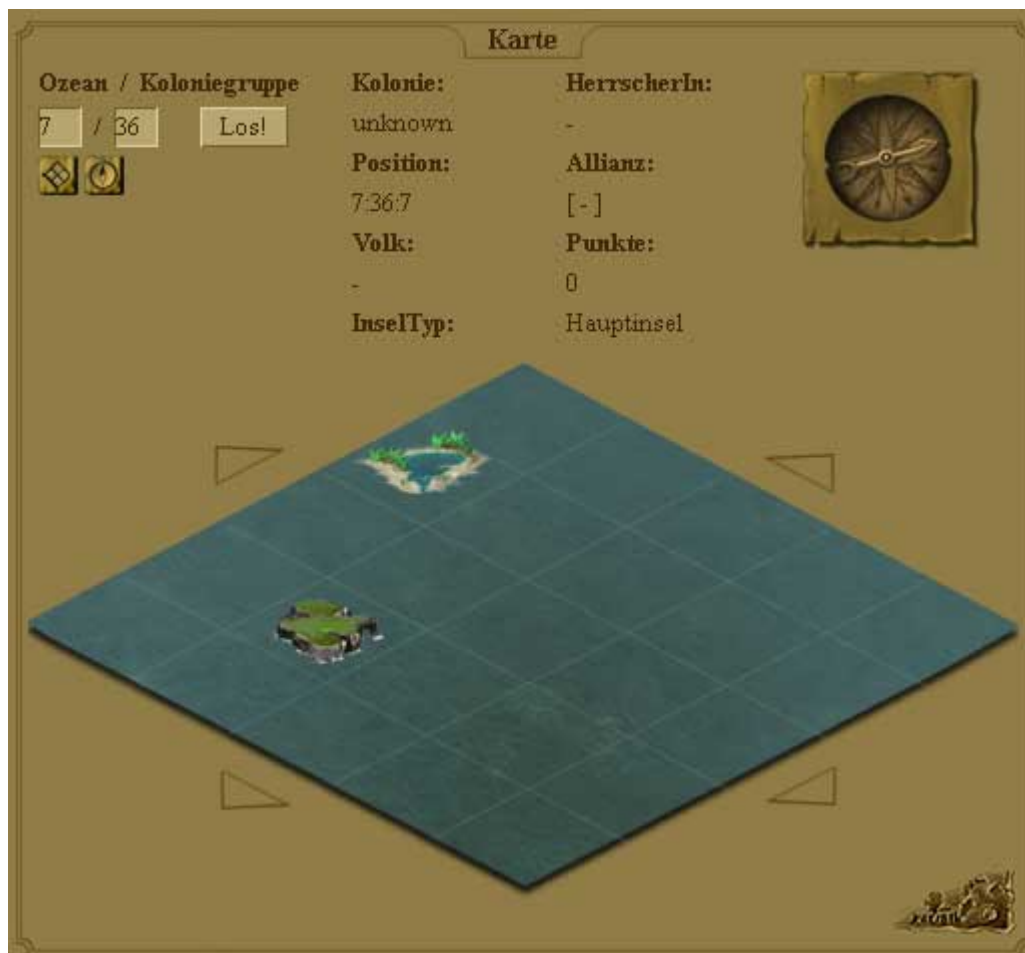 Karte
Ozean / Koloniegruppe
7 / 36 Los!
Kolonie:
unknown
Position:
7:36:7
Volk:
-
InselTyp:
HerrscherIn:
-
Allianz:
[ - ]
Punkte:
0
Hauptinsel